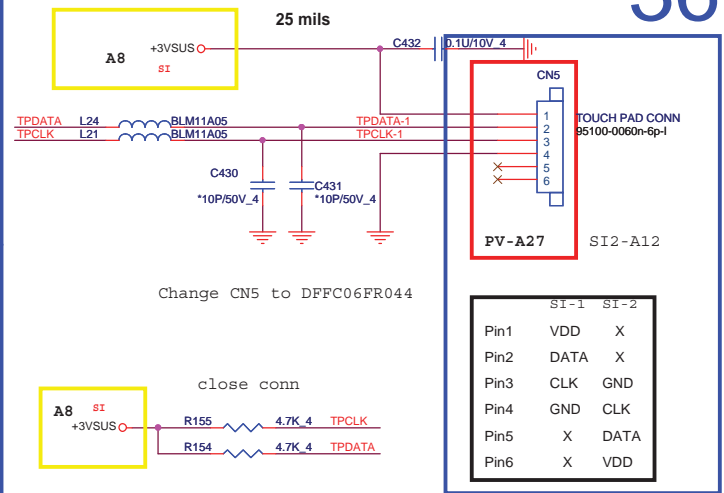 25 mils
A8
+3VSUS
SI
C432
0.1U/10V_4
CN5
TPDATA
L24
BLM11A05
TPDATA-1
TPCLK
L21
BLM11A05
TPCLK-1
1
2
3
4
5
6
TOUCH PAD CONN
95100-0060n-6p-l
C430
*10P/50V_4
C431
*10P/50V_4
PV-A27
SI2-A12
Change CN5 to DFFC06FR044
SI-1 SI-2
Pin1 VDD X
Pin2 DATA X
Pin3 CLK GND
Pin4 GND CLK
Pin5 X DATA
Pin6 X VDD
close conn
A8
SI
+3VSUS
R155 4.7K_4 TPCLK
R154 4.7K_4 TPDATA